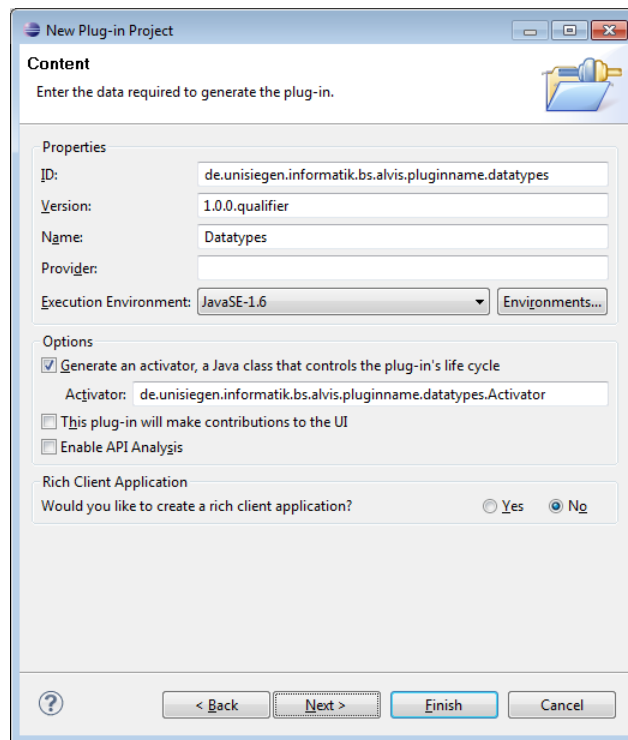 New Plug-in Project
Content
Enter the data required to generate the plug-in.
Properties
ID: de.unisiegen.informatik.bs.alvis.pluginname.datatypes
Version: 1.0.0.qualifier
Name: Datatypes
Provider:
Execution Environment: JavaSE-1.6 Environments...
Options
Generate an activator, a Java class that controls the plug-in's life cycle
Activator: de.unisiegen.informatik.bs.alvis.pluginname.datatypes.Activator
This plug-in will make contributions to the UI
Enable API Analysis
Rich Client Application
Would you like to create a rich client application? Yes No
? < Back Next > Finish Cancel